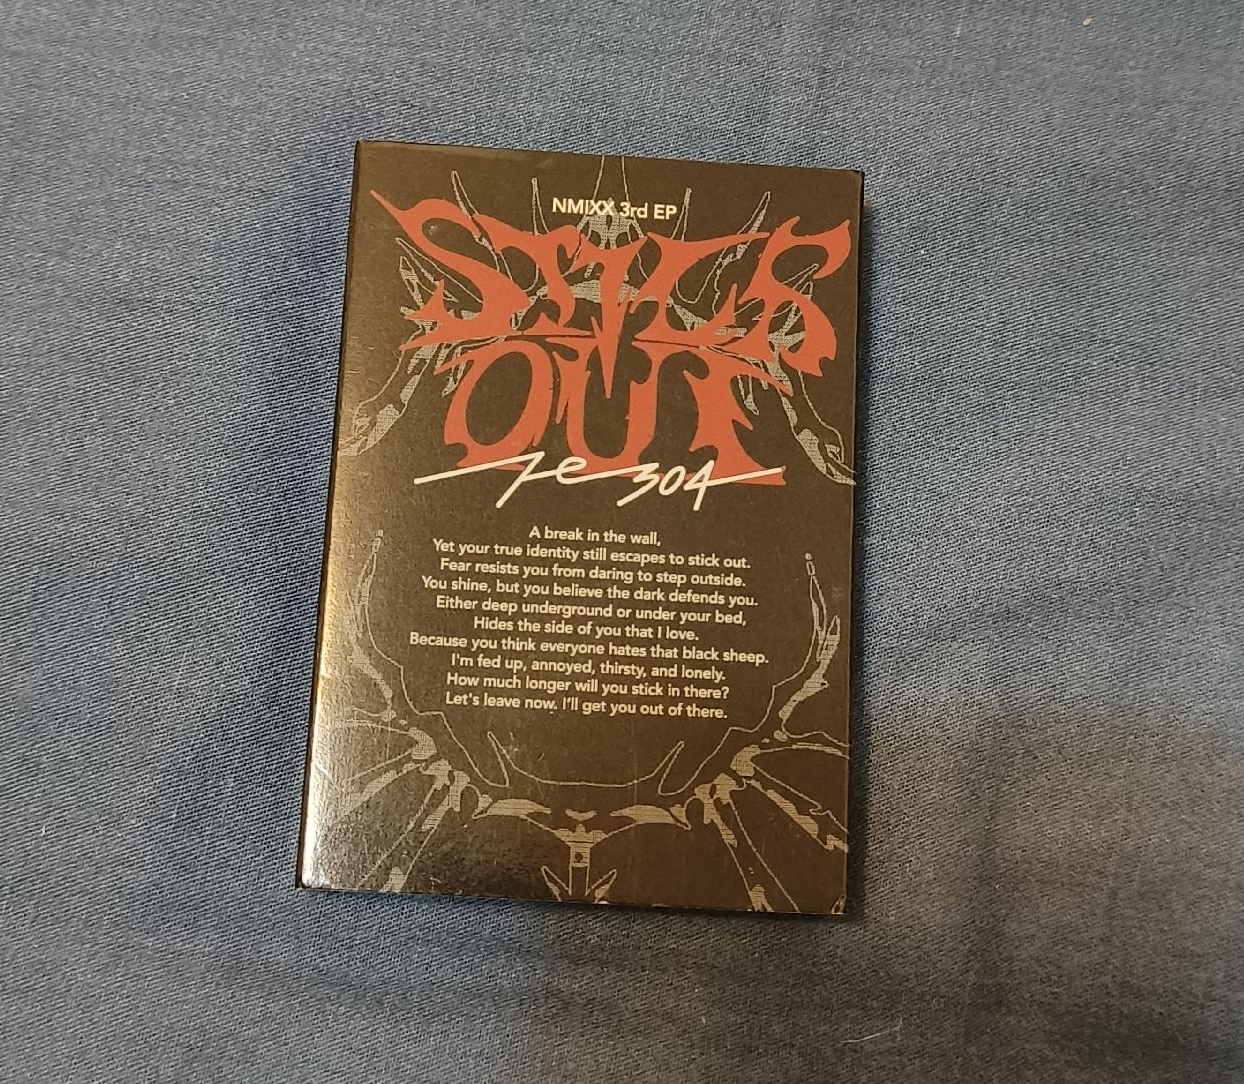 NMIXX 3rd EP
STICK
OUT
Fe3O4
A break in the wall,
Yet your true identity still escapes to stick out.
Fear resists you from daring to step outside.
You shine, but you believe the dark defends you.
Either deep underground or under your bed,
Hides the side of you that I love.
Because you think everyone hates that black sheep.
I'm fed up, annoyed, thirsty, and lonely.
How much longer will you stick in there?
Let's leave now. I'll get you out of there.